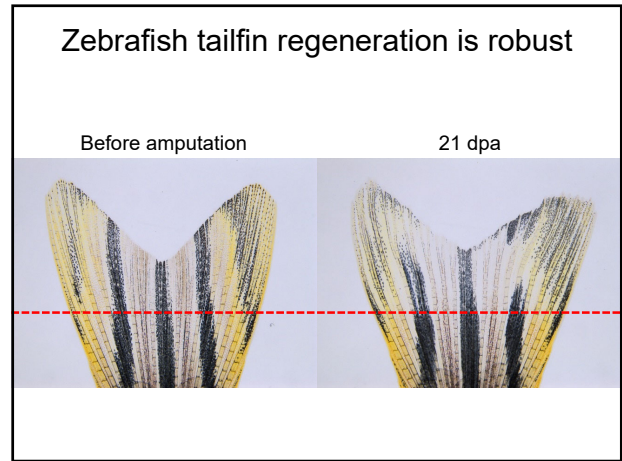 Zebrafish tailfin regeneration is robust
Before amputation
21 dpa